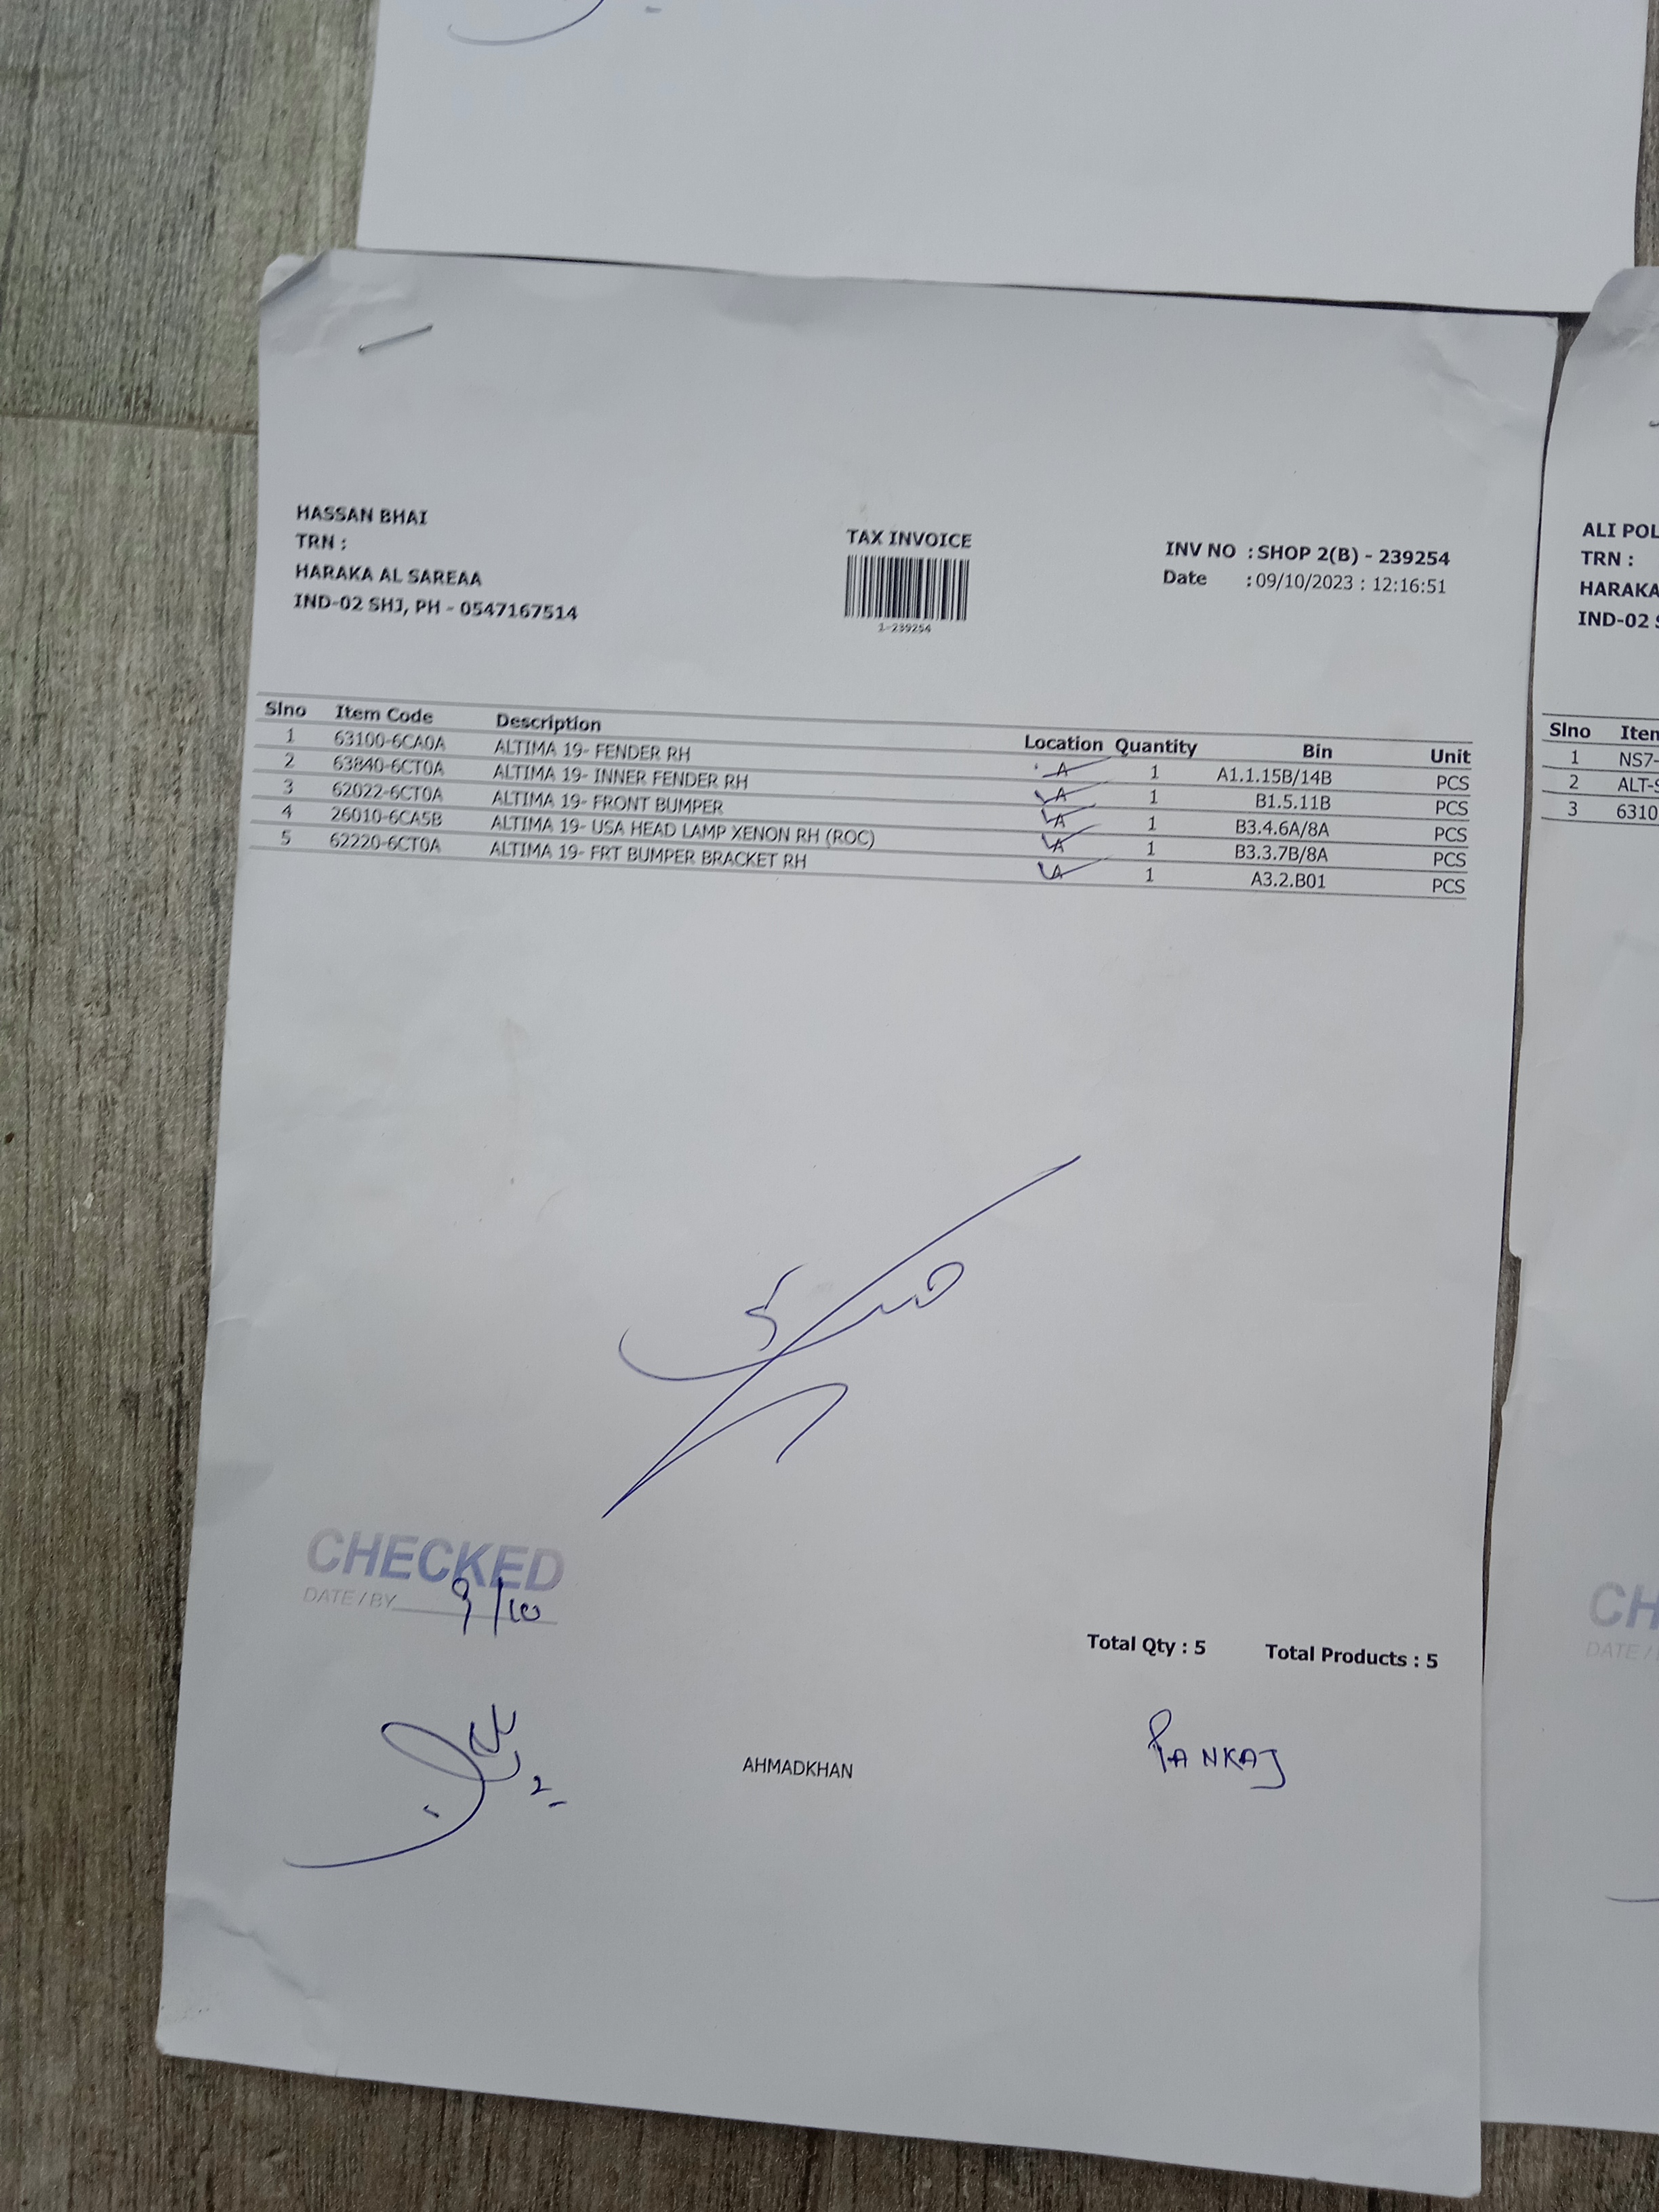 HASSAN BHAI
TRN :
HARAKA AL SAREAA
IND-02 SHJ, PH - 0547167514
TAX INVOICE
1-239254
INV NO : SHOP 2(B) - 239254
Date : 09/10/2023 : 12:16:51
Slno Item Code Description Location Quantity Bin Unit
1 63100-6CA0A ALTIMA 19- FENDER RH A 1 A1.1.15B/14B PCS
2 63840-6CT0A ALTIMA 19- INNER FENDER RH A 1 B1.5.11B PCS
3 62022-6CT0A ALTIMA 19- FRONT BUMPER A 1 B3.4.6A/8A PCS
4 26010-6CA5B ALTIMA 19- USA HEAD LAMP XENON RH (ROC) A 1 B3.3.7B/8A PCS
5 62220-6CT0A ALTIMA 19- FRT BUMPER BRACKET RH A 1 A3.2.B01 PCS
CHECKED
DATE / BY 9/10
Total Qty : 5 Total Products : 5
AHMADKHAN
PANKAJ
ALI POL
TRN :
HARAKA
IND-02
Slno Item
1 NS7-
2 ALT-
3 6310
CH
DATE /